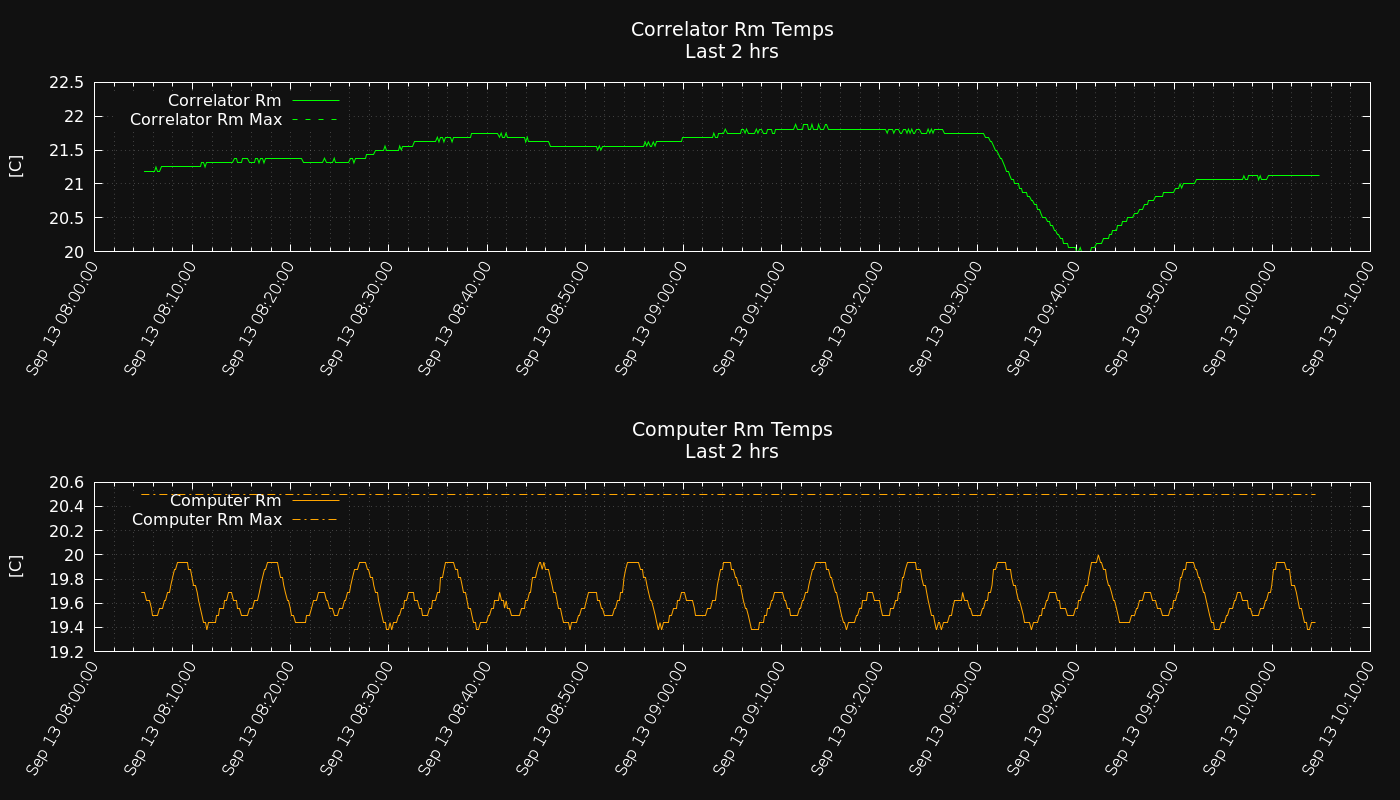 Correlator Rm Temps
Last 2 hrs
22.5
22
21.5
21
20.5
20
[C]
Correlator Rm
Correlator Rm Max
Sep 13 08:00:00
Sep 13 08:10:00
Sep 13 08:20:00
Sep 13 08:30:00
Sep 13 08:40:00
Sep 13 08:50:00
Sep 13 09:00:00
Sep 13 09:10:00
Sep 13 09:20:00
Sep 13 09:30:00
Sep 13 09:40:00
Sep 13 09:50:00
Sep 13 10:00:00
Sep 13 10:10:00
Computer Rm Temps
Last 2 hrs
20.6
20.4
20.2
20
19.8
19.6
19.4
19.2
[C]
Computer Rm
Computer Rm Max
Sep 13 08:00:00
Sep 13 08:10:00
Sep 13 08:20:00
Sep 13 08:30:00
Sep 13 08:40:00
Sep 13 08:50:00
Sep 13 09:00:00
Sep 13 09:10:00
Sep 13 09:20:00
Sep 13 09:30:00
Sep 13 09:40:00
Sep 13 09:50:00
Sep 13 10:00:00
Sep 13 10:10:00